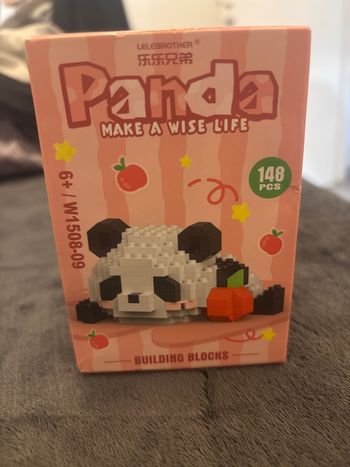 LELEBROTHER ®
乐乐兄弟
Panda
MAKE A WISE LIFE
148
PCS
6+ / W1508-09
BUILDING BLOCKS